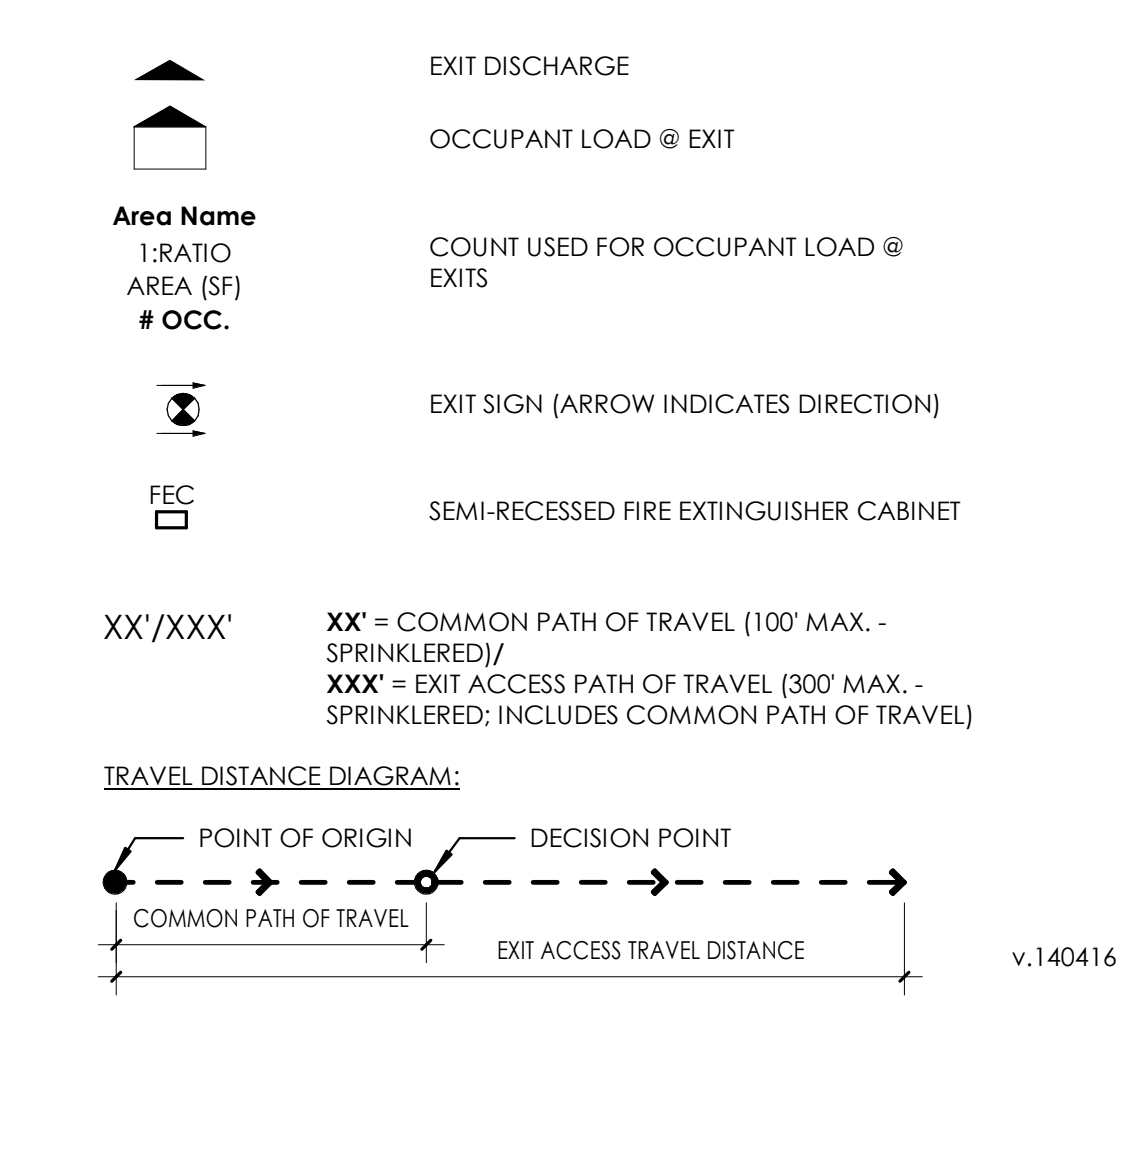 EXIT DISCHARGE
OCCUPANT LOAD @ EXIT
Area Name
1:RATIO
AREA (SF)
# OCC.
COUNT USED FOR OCCUPANT LOAD @
EXITS
EXIT SIGN (ARROW INDICATES DIRECTION)
FEC
SEMI-RECESSED FIRE EXTINGUISHER CABINET
XX'/XXX'
XX' = COMMON PATH OF TRAVEL (100' MAX. -
SPRINKLERED)/
XXX' = EXIT ACCESS PATH OF TRAVEL (300' MAX. -
SPRINKLERED; INCLUDES COMMON PATH OF TRAVEL)
TRAVEL DISTANCE DIAGRAM:
POINT OF ORIGIN
DECISION POINT
COMMON PATH OF TRAVEL
EXIT ACCESS TRAVEL DISTANCE
v.140416